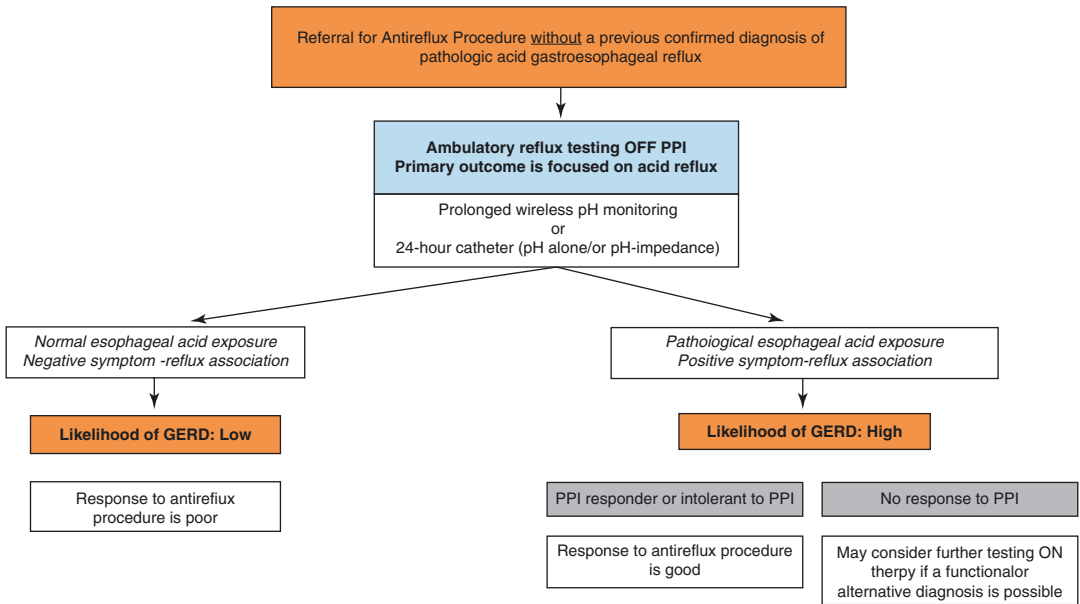 Referral for Antireflux Procedure without a previous confirmed diagnosis of
pathologic acid gastroesophageal reflux
Ambulatory reflux testing OFF PPI
Primary outcome is focused on acid reflux
Prolonged wireless pH monitoring
or
24-hour catheter (pH alone/or pH-impedance)
Normal esophageal acid exposure
Negative symptom -reflux association
Pathoiogical esophageal acid exposure
Positive symptom-reflux association
Likelihood of GERD: Low
Likelihood of GERD: High
Response to antirefiux
procedure is poor
PPI responder or intolerant to PPI
No response to PPI
Response to antireflux procedure
is good
May consider further testing ON
therpy if a functionalor
alternative diagnosis is possible